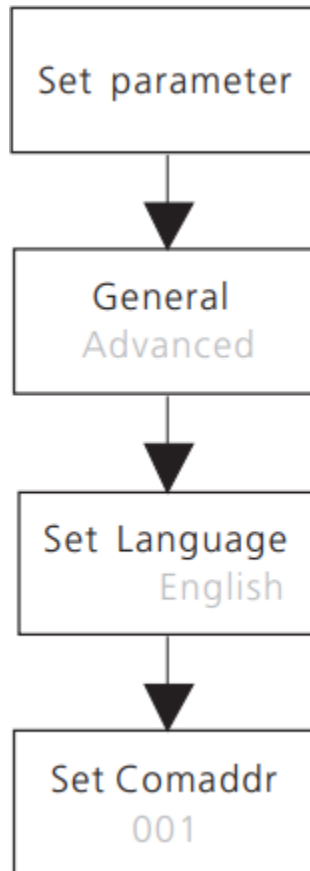 Set parameter
General
Advanced
Set Language
English
Set Comaddr
001